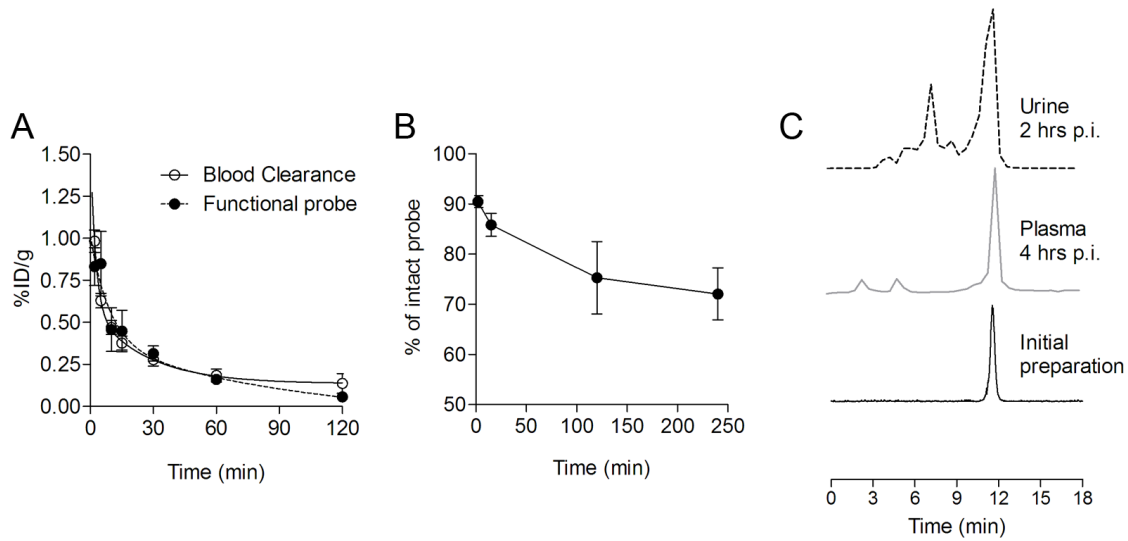 A
1.50
1.25
1.00
0.75
0.50
0.25
0.00
%ID/g
Blood Clearance
Functional probe
0 30 60 90 120
Time (min)
B
100
90
80
70
60
50
% of intact probe
0 50 100 150 200 250
Time (min)
C
Urine
2 hrs p.i.
Plasma
4 hrs p.i.
Initial
preparation
0 3 6 9 12 15 18
Time (min)